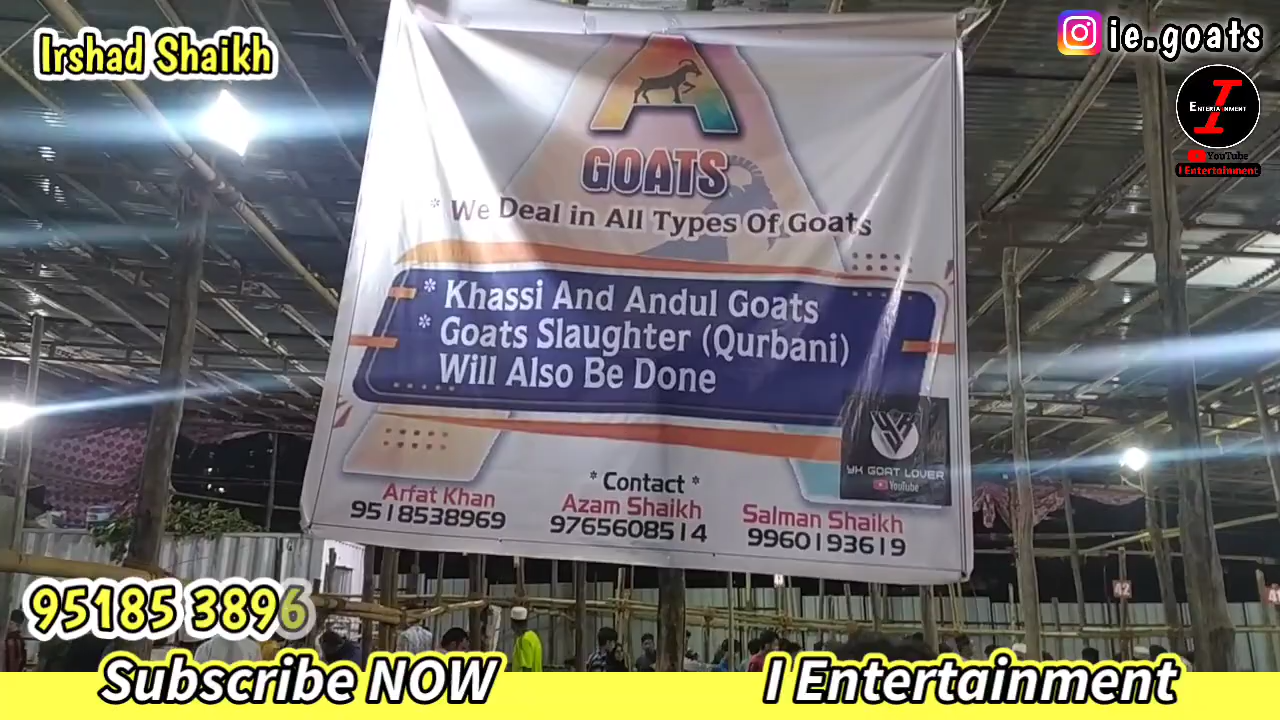 Irshad Shaikh
ie.goats
ENTERTAINMENT
I
YouTube
I Entertainment
A
GOATS
* We Deal in All Types Of Goats
* Khassi And Andul Goats
* Goats Slaughter (Qurbani)
Will Also Be Done
YK GOAT LOVER
YouTube
* Contact *
Arfat Khan
9518538969
Azam Shaikh
9765608514
Salman Shaikh
9960193619
42
41
95185 3896
Subscribe NOW
I Entertainment